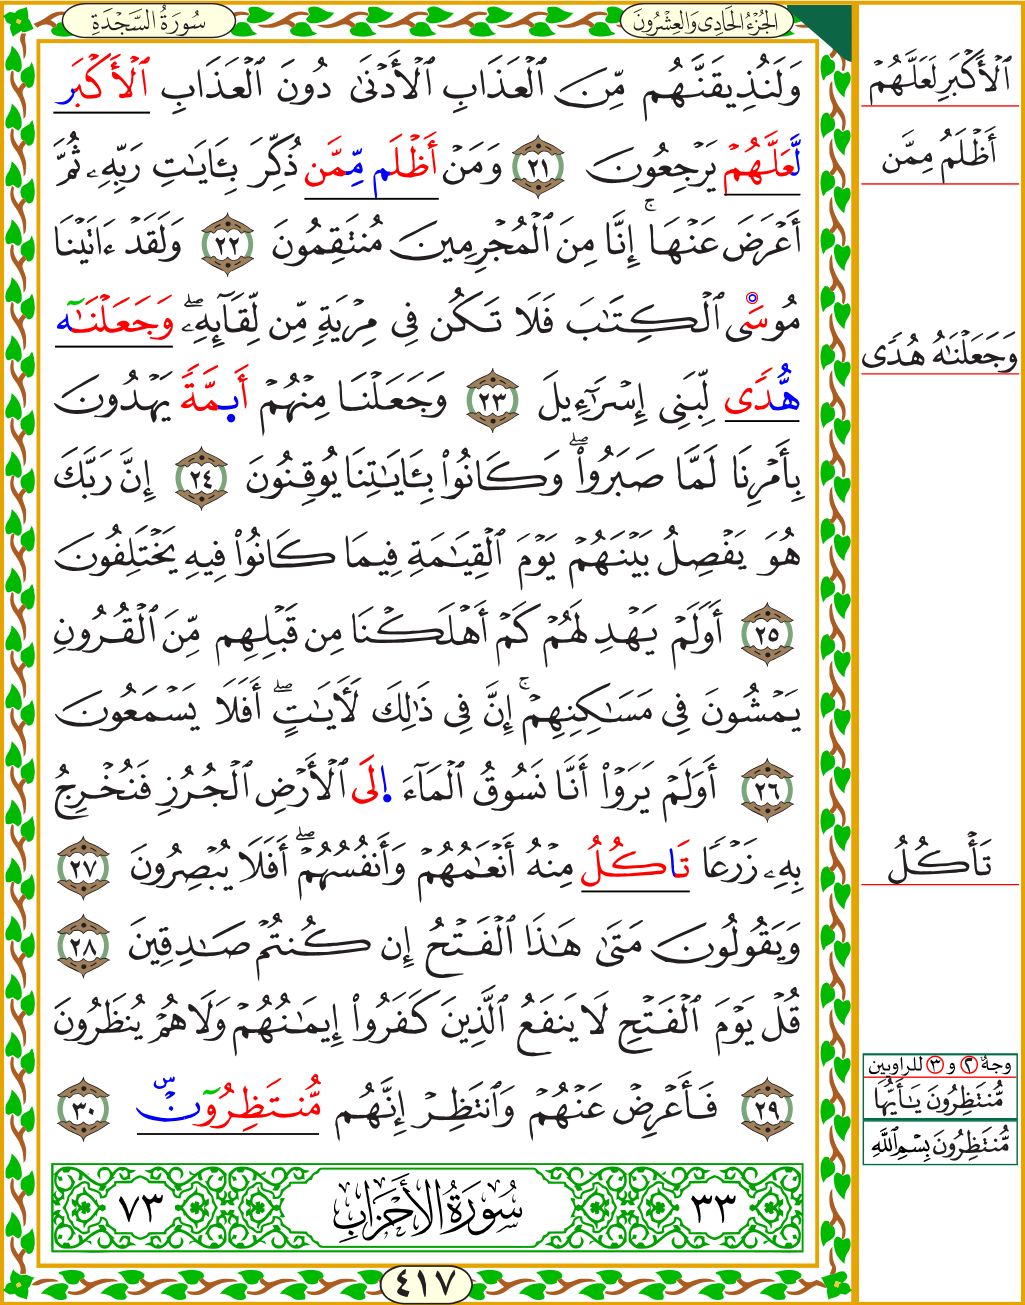 سُورَةُ السَّجْدَةِ
الجُزْءُ الحَادِي وَالعِشْرُونَ
وَلَنُذِيقَنَّهُم مِّنَ ٱلْعَذَابِ ٱلْأَدْنَىٰ دُونَ ٱلْعَذَابِ ٱلْأَكْبَر
لَّعَلَّهُمْ يَرْجِعُونَ ٢١ وَمَنْ أَظْلَم مِّمَّن ذُكِّرَ بِـَٔايَـٰتِ رَبِّهِۦ ثُمَّ
أَعْرَضَ عَنْهَآ ۚ إِنَّا مِنَ ٱلْمُجْرِمِينَ مُنتَقِمُونَ ٢٢ وَلَقَدْ ءَاتَيْنَا
مُوسَى ٱلْكِتَـٰبَ فَلَا تَكُن فِى مِرْيَةٍ مِّن لِّقَآئِهِۦ ۖ وَجَعَلْنَـٰه
هُّدًى لِّبَنِىٓ إِسْرَٰٓءِيلَ ٢٣ وَجَعَلْنَا مِنْهُمْ أَىِٕمَّةً يَهْدُونَ
بِأَمْرِنَا لَمَّا صَبَرُوا۟ ۖ وَكَانُوا۟ بِـَٔايَـٰتِنَا يُوقِنُونَ ٢٤ إِنَّ رَبَّكَ
هُوَ يَفْصِلُ بَيْنَهُمْ يَوْمَ ٱلْقِيَـٰمَةِ فِيمَا كَانُوا۟ فِيهِ يَخْتَلِفُونَ
٢٥ أَوَلَمْ يَهْدِ لَهُمْ كَمْ أَهْلَكْنَا مِن قَبْلِهِم مِّنَ ٱلْقُرُونِ
يَمْشُونَ فِى مَسَـٰكِنِهِمْ ۚ إِنَّ فِى ذَٰلِكَ لَـَٔايَـٰتٍ ۖ أَفَلَا يَسْمَعُونَ
٢٦ أَوَلَمْ يَرَوْا۟ أَنَّا نَسُوقُ ٱلْمَآءَ اِلَى ٱلْأَرْضِ ٱلْجُرُزِ فَنُخْرِجُ
بِهِۦ زَرْعًا تَاكُلُ مِنْهُ أَنْعَـٰمُهُمْ وَأَنفُسُهُمْ ۖ أَفَلَا يُبْصِرُونَ ٢٧
وَيَقُولُونَ مَتَىٰ هَـٰذَا ٱلْفَتْحُ إِن كُنتُمْ صَـٰدِقِينَ ٢٨
قُلْ يَوْمَ ٱلْفَتْحِ لَا يَنفَعُ ٱلَّذِينَ كَفَرُوٓا۟ إِيمَـٰنُهُمْ وَلَا هُمْ يُنظَرُونَ
٢٩ فَأَعْرِضْ عَنْهُمْ وَٱنتَظِرْ إِنَّهُم مُّنتَظِرُونَ س ٣٠
٣٣ سُورَةُ الأَحْزَابِ ٧٣
٤١٧
ٱلْأَكْبَرِ لَعَلَّهُمْ
أَظْلَمُ مِمَّن
وَجَعَلْنَـٰهُ هُدًى
تَأْكُلُ
وجهٌ ٢ و ٣ للراويين
مُّنتَظِرُونَ يَـٰٓأَيُّهَا
مُّنتَظِرُونَ بِسْمِ ٱللَّهِ